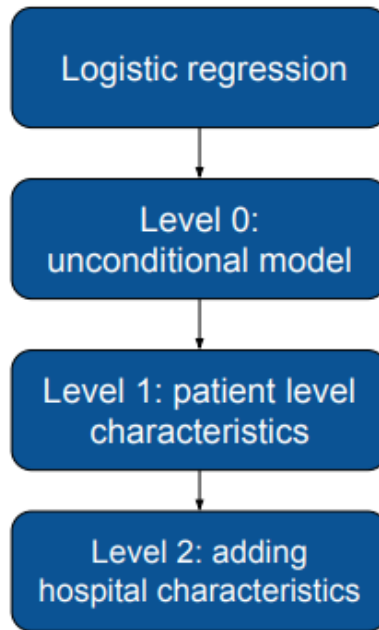 Logistic regression
Level 0:
unconditional model
Level 1: patient level
characteristics
Level 2: adding
hospital characteristics